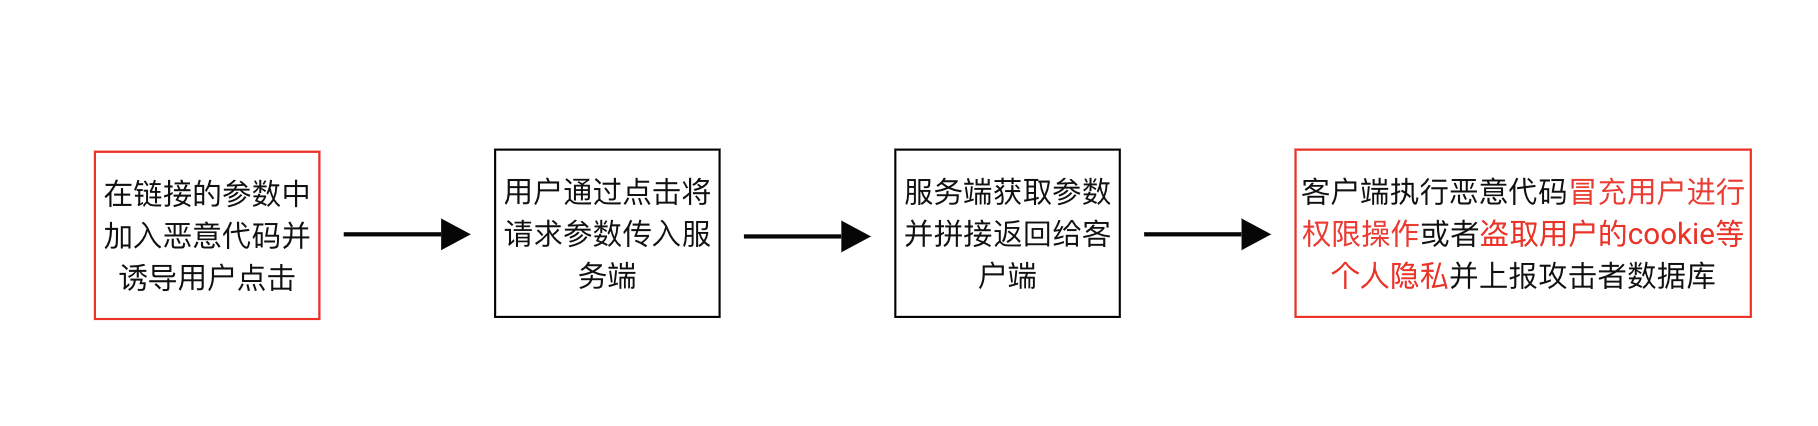 在链接的参数中
加入恶意代码并
诱导用户点击
用户通过点击将
请求参数传入服
务端
服务端获取参数
并拼接返回给客
户端
客户端执行恶意代码冒充用户进行
权限操作或者盗取用户的cookie等
个人隐私并上报攻击者数据库